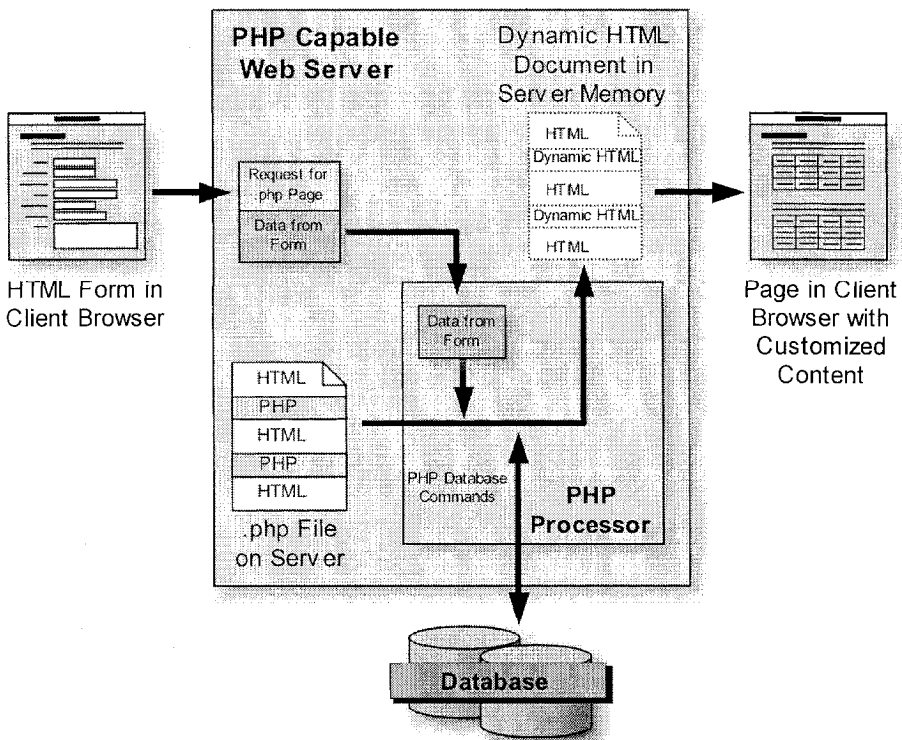 PHP Capable
Web Server
Dynamic HTML
Document in
Server Memory
HTML
Dynamic HTML
HTML
Dynamic HTML
HTML
Request for
.php Page
Data from
Form
HTML Form in
Client Browser
Page in Client
Browser with
Customized
Content
Data from
Form
HTML
PHP
HTML
PHP
HTML
PHP Database
Commands
PHP
Processor
.php File
on Server
Database